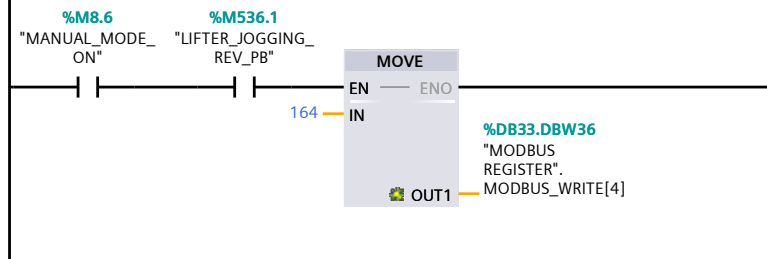 %M8.6
%M536.1
"MANUAL_MODE_
ON"
"LIFTER_JOGGING_
REV_PB"
MOVE
EN
ENO
164
IN
%DB33.DBW36
"MODBUS
REGISTER".
MODBUS_WRITE[4]
OUT1